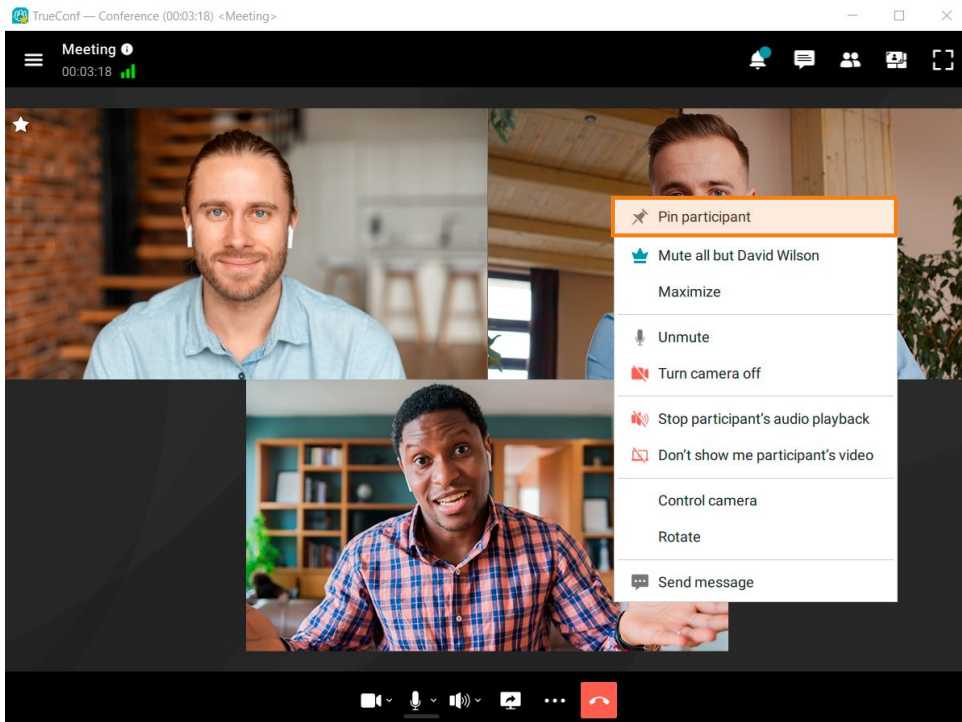 TrueConf — Conference (00:03:18) <Meeting>
Meeting
00:03:18
Pin participant
Mute all but David Wilson
Maximize
Unmute
Turn camera off
Stop participant's audio playback
Don't show me participant's video
Control camera
Rotate
Send message